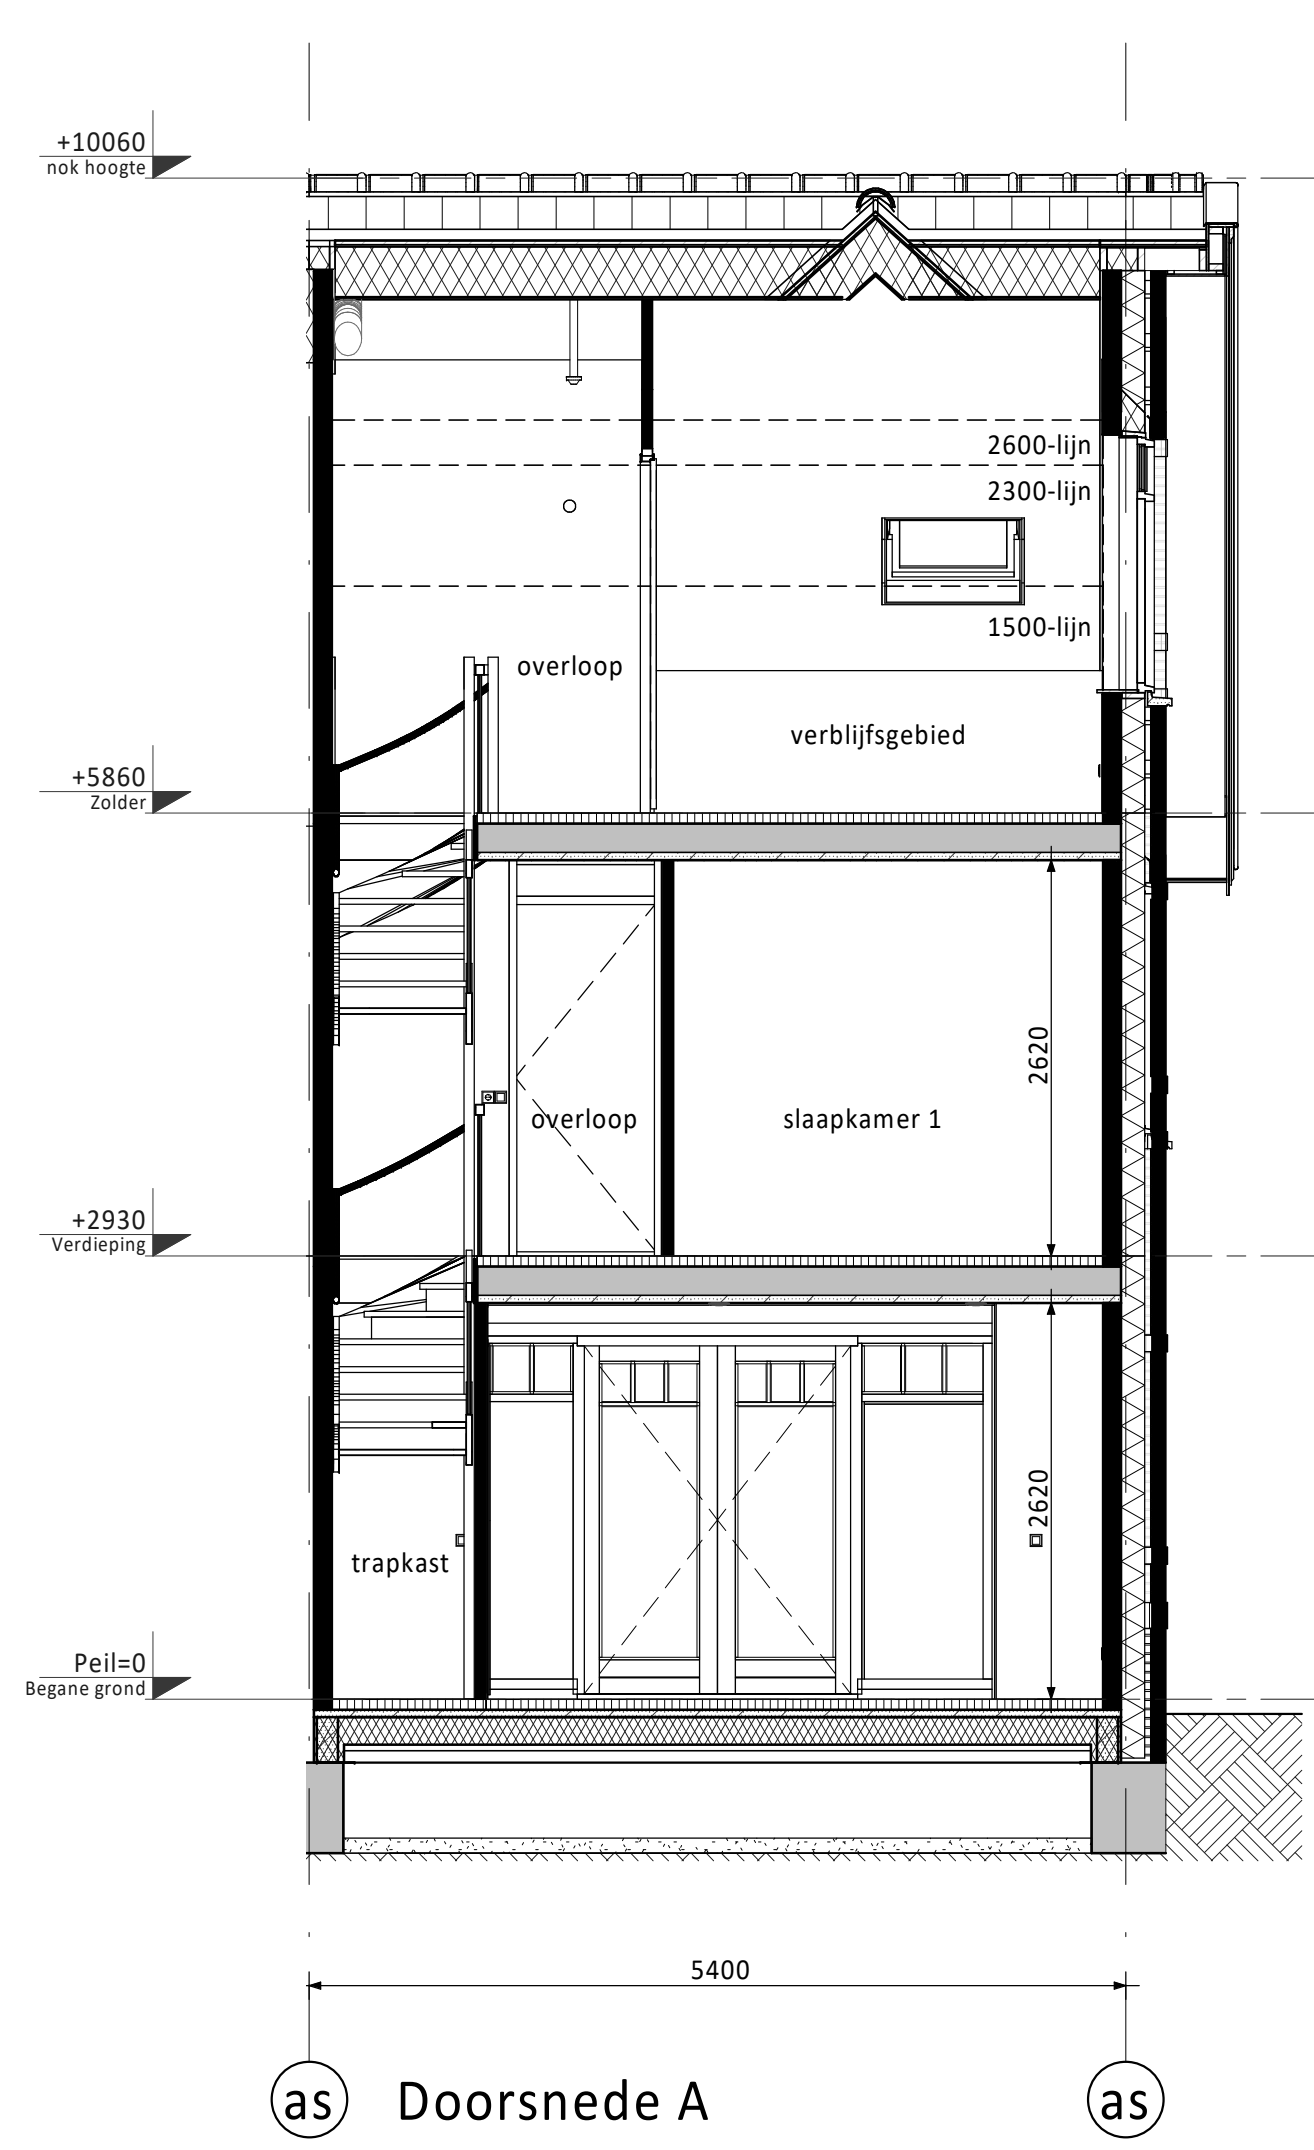 +10060
nok hoogte
2600-lijn
2300-lijn
1500-lijn
overloop
verblijfsgebied
+5860
Zolder
2620
overloop
slaapkamer 1
+2930
Verdieping
2620
trapkast
Peil=0
Begane grond
5400
as
Doorsnede A
as